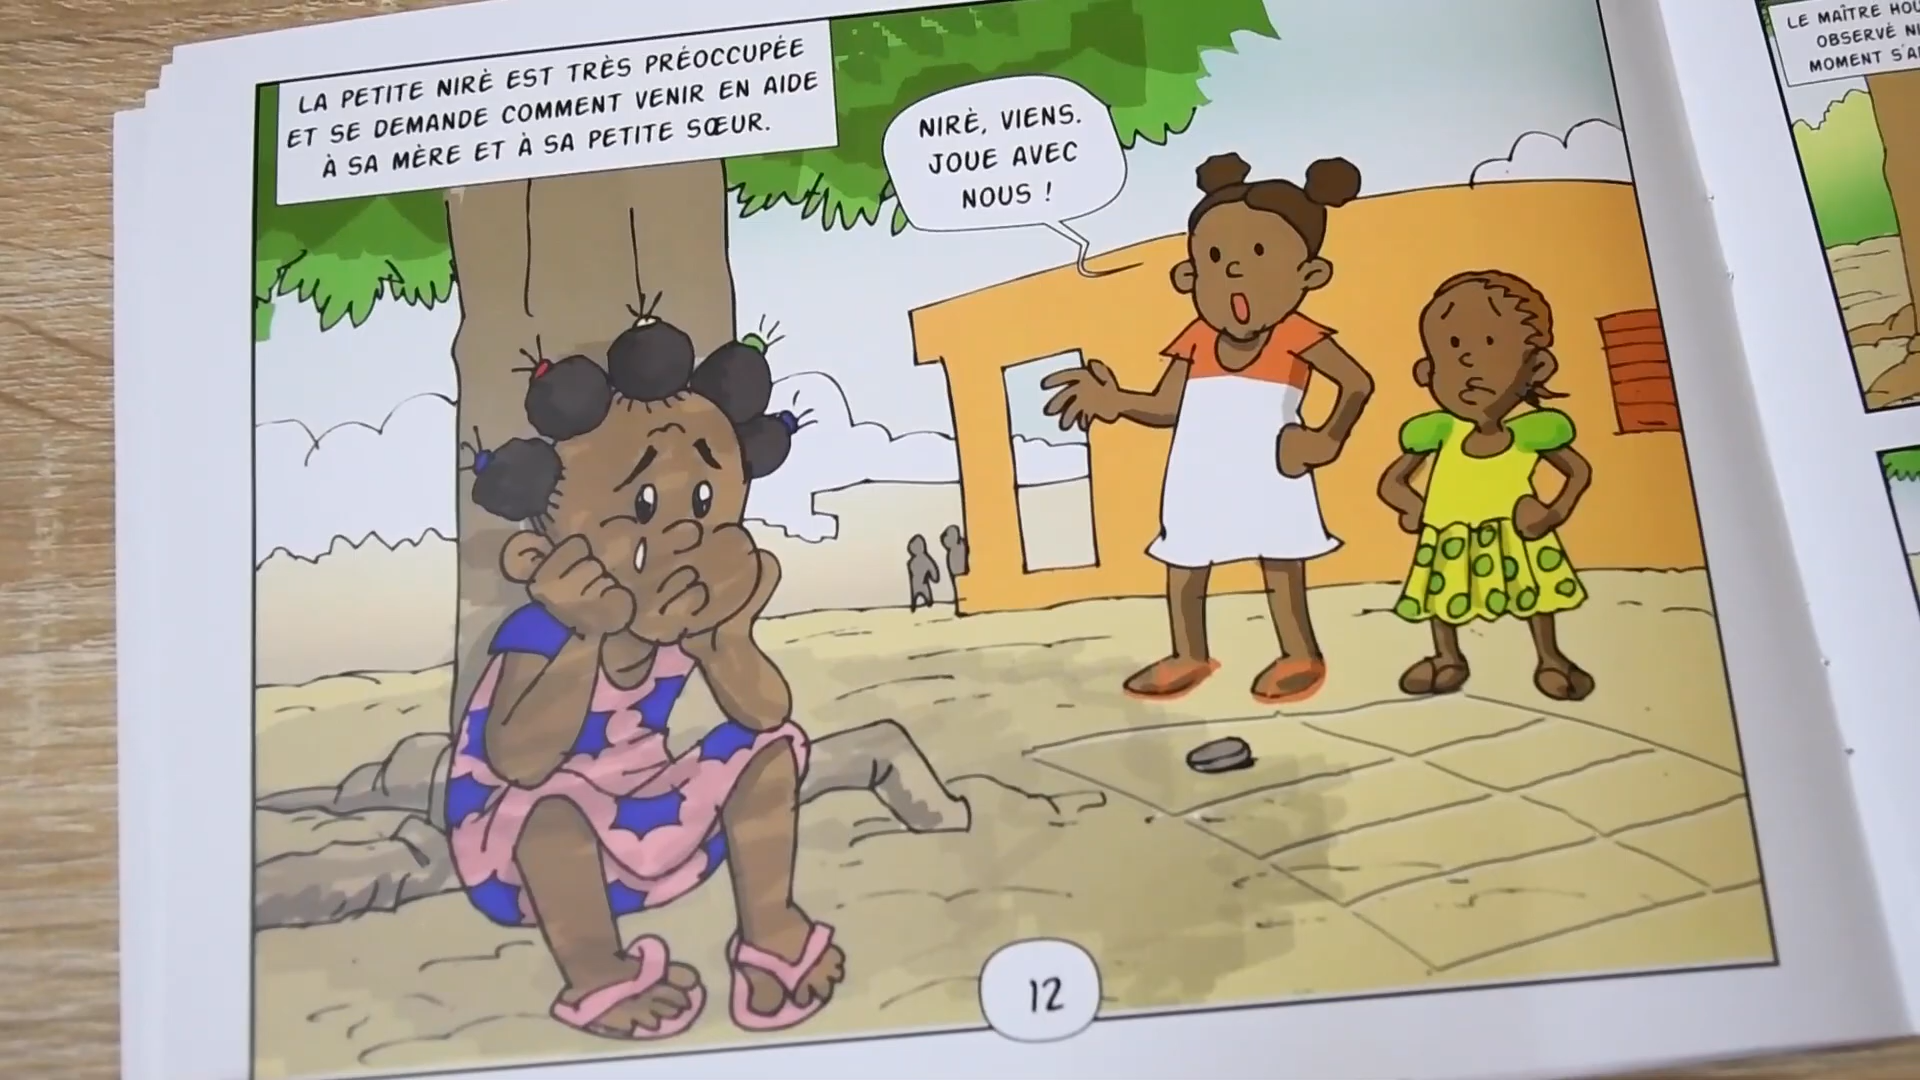 LA PETITE NIRÈ EST TRÈS PRÉOCCUPÉE
ET SE DEMANDE COMMENT VENIR EN AIDE
À SA MÈRE ET À SA PETITE SŒUR.
NIRÈ, VIENS.
JOUE AVEC
NOUS !
12
LE MAÎTRE
OBSERVÉ
MOMENT